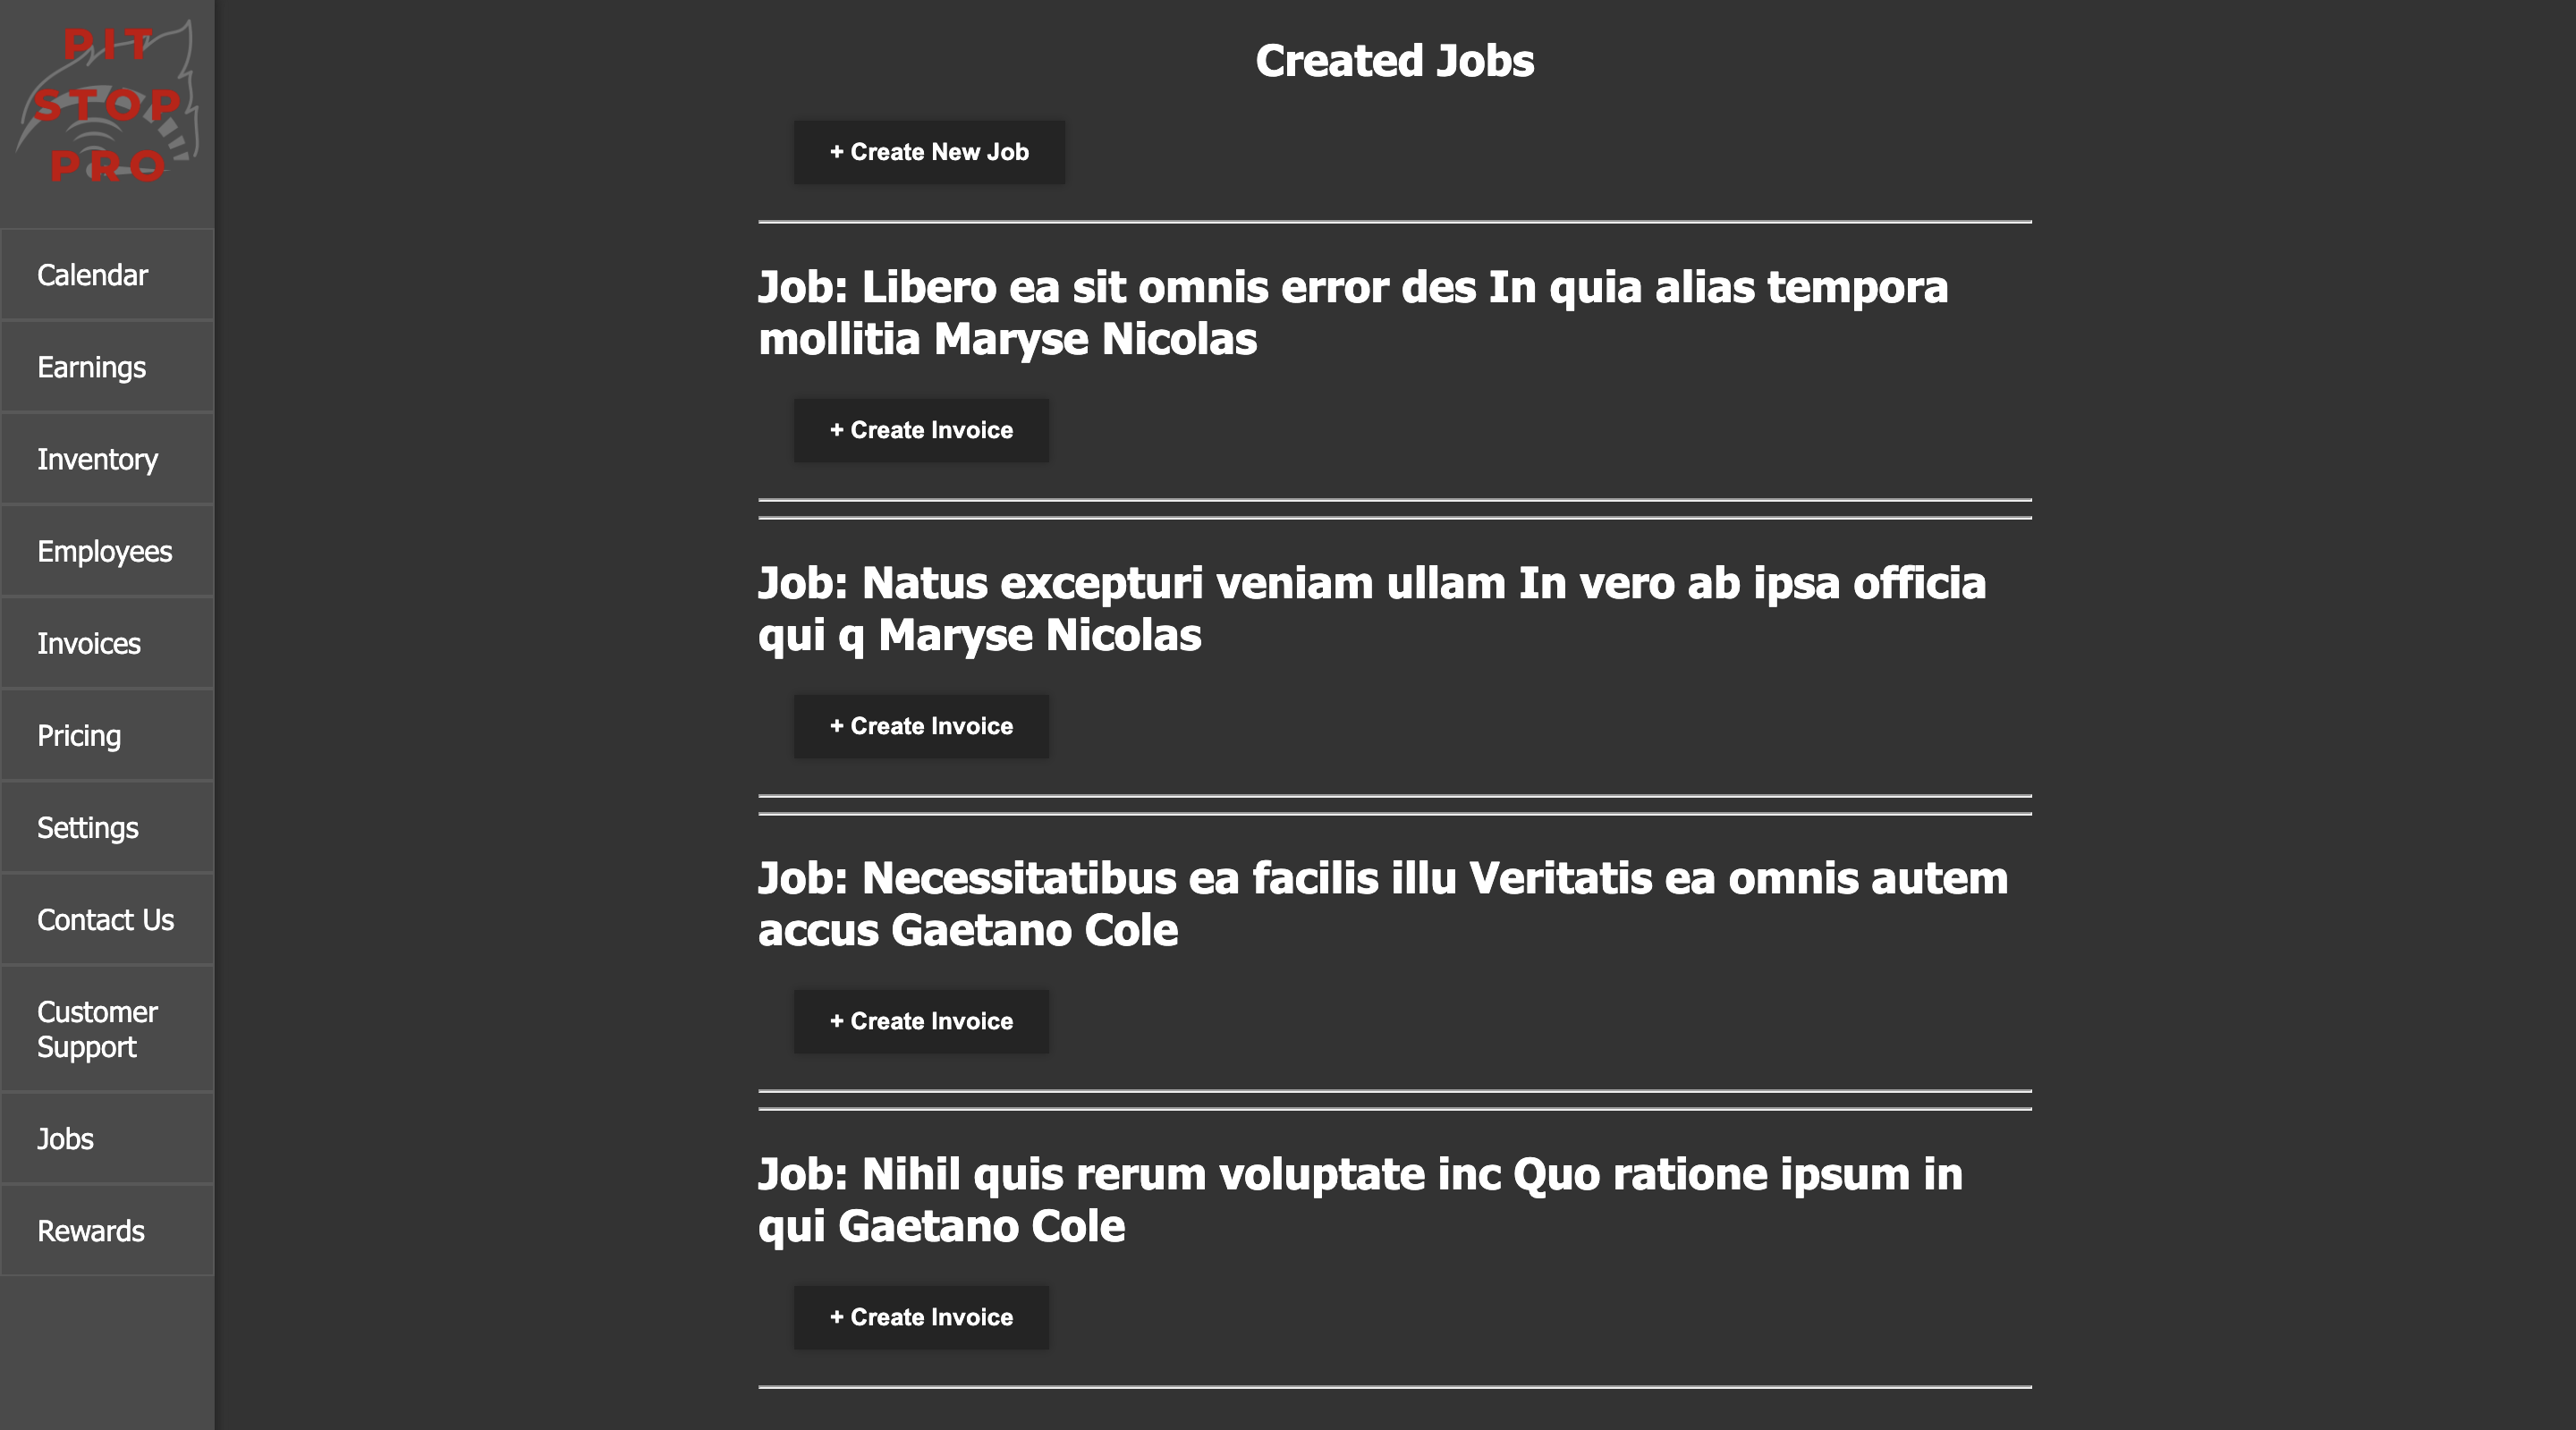 PIT
STOP
PRO
Calendar
Earnings
Inventory
Employees
Invoices
Pricing
Settings
Contact Us
Customer
Support
Jobs
Rewards
Created Jobs
+ Create New Job
Job: Libero ea sit omnis error des In quia alias tempora
mollitia Maryse Nicolas
+ Create Invoice
Job: Natus excepturi veniam ullam In vero ab ipsa officia
qui q Maryse Nicolas
+ Create Invoice
Job: Necessitatibus ea facilis illu Veritatis ea omnis autem
accus Gaetano Cole
+ Create Invoice
Job: Nihil quis rerum voluptate inc Quo ratione ipsum in
qui Gaetano Cole
+ Create Invoice